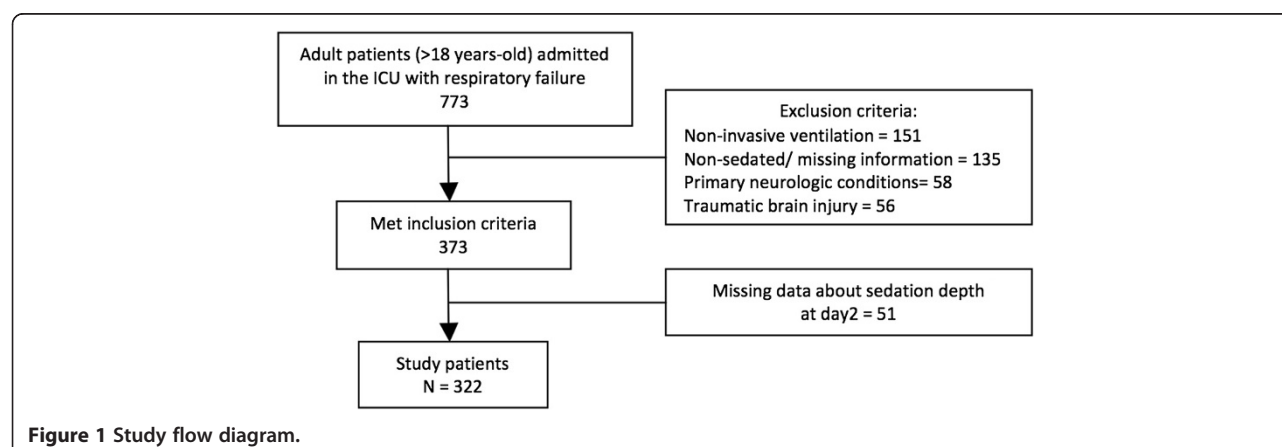 Adult patients (>18 years-old) admitted
in the ICU with respiratory failure
773
Exclusion criteria:
Non-invasive ventilation = 151
Non-sedated/ missing information = 135
Primary neurologic conditions= 58
Traumatic brain injury = 56
Met inclusion criteria
373
Missing data about sedation depth
at day2 = 51
Study patients
N = 322
Figure 1 Study flow diagram.